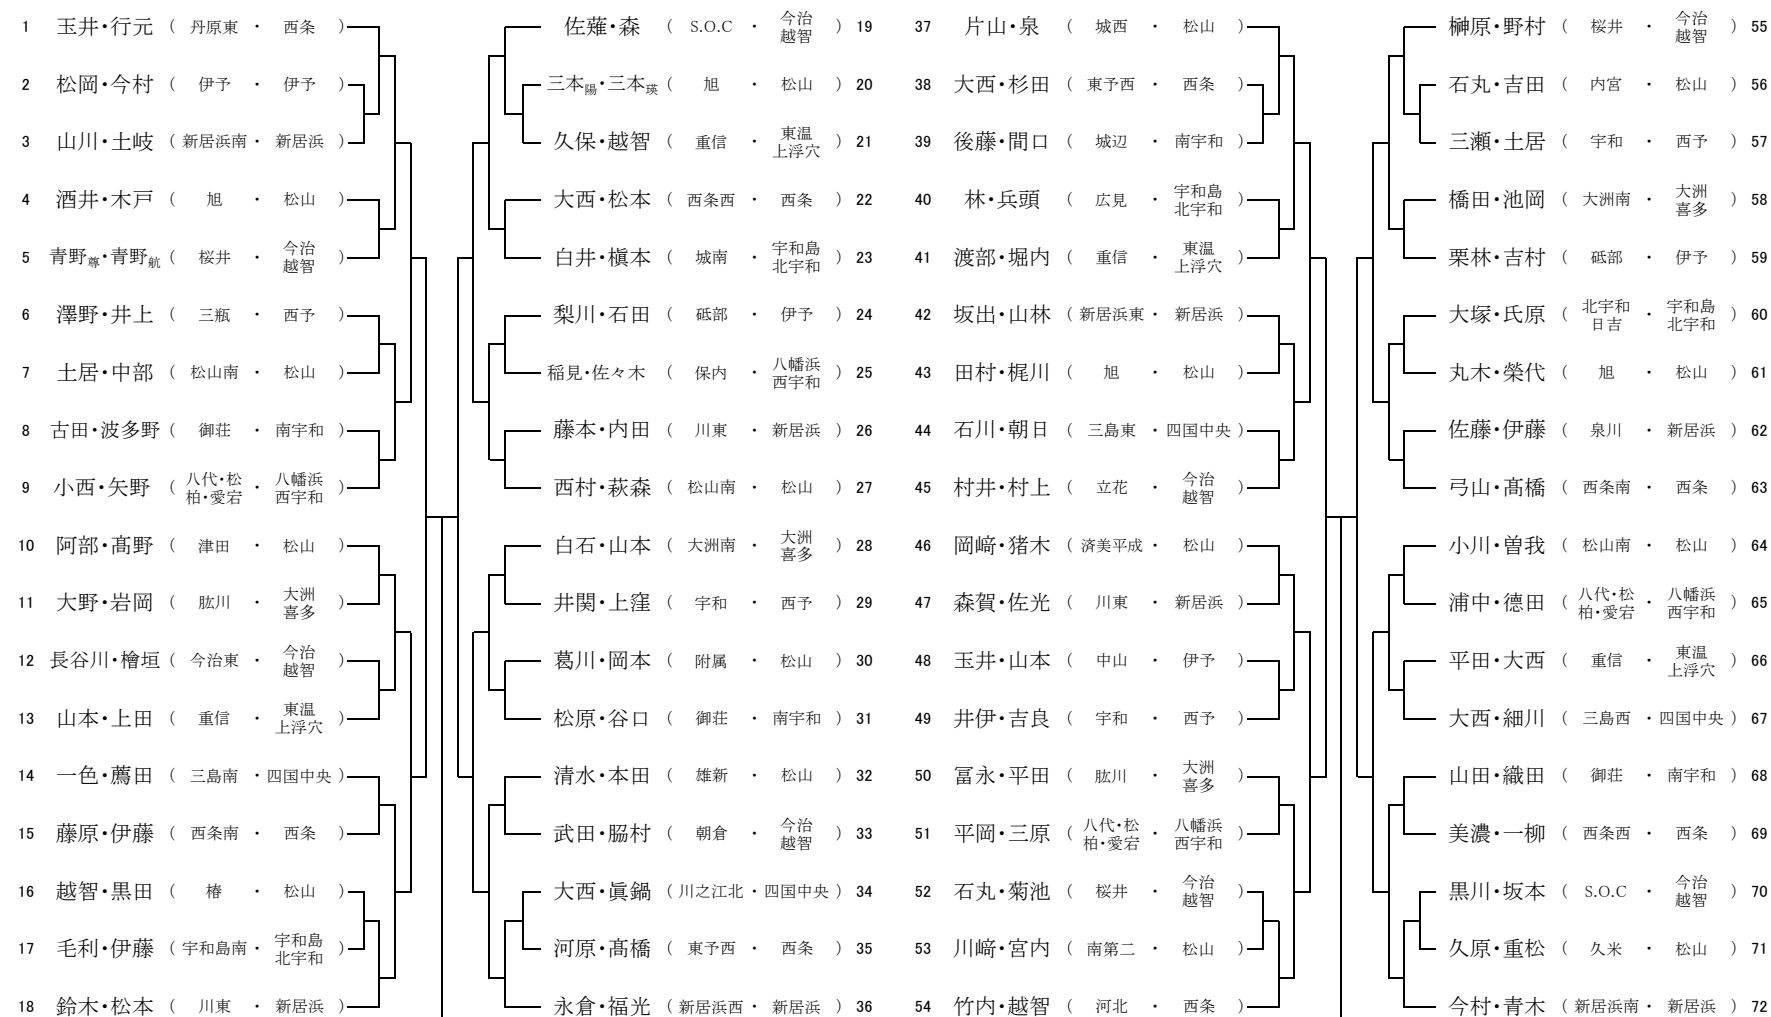 1 玉井・行元 （ 丹原東 ・ 西条 ）
2 松岡・今村 （ 伊予 ・ 伊予 ）
3 山川・土岐 （ 新居浜南 ・ 新居浜 ）
4 酒井・木戸 （ 旭 ・ 松山 ）
5 青野尊・青野航 （ 桜井 ・ 今治越智 ）
6 澤野・井上 （ 三瓶 ・ 西予 ）
7 土居・中部 （ 松山南 ・ 松山 ）
8 古田・波多野 （ 御荘 ・ 南宇和 ）
9 小西・矢野 （ 八代・松柏・愛宕 ・ 八幡浜西宇和 ）
10 阿部・髙野 （ 津田 ・ 松山 ）
11 大野・岩岡 （ 肱川 ・ 大洲喜多 ）
12 長谷川・檜垣 （ 今治東 ・ 今治越智 ）
13 山本・上田 （ 重信 ・ 東温上浮穴 ）
14 一色・薦田 （ 三島南 ・ 四国中央 ）
15 藤原・伊藤 （ 西条南 ・ 西条 ）
16 越智・黒田 （ 椿 ・ 松山 ）
17 毛利・伊藤 （ 宇和島南 ・ 宇和島北宇和 ）
18 鈴木・松本 （ 川東 ・ 新居浜 ）
佐薙・森 （ S.O.C ・ 今治越智 ） 19
三本陽・三本瑛 （ 旭 ・ 松山 ） 20
久保・越智 （ 重信 ・ 東温上浮穴 ） 21
大西・松本 （ 西条西 ・ 西条 ） 22
白井・槇本 （ 城南 ・ 宇和島北宇和 ） 23
梨川・石田 （ 砥部 ・ 伊予 ） 24
稲見・佐々木 （ 保内 ・ 八幡浜西宇和 ） 25
藤本・内田 （ 川東 ・ 新居浜 ） 26
西村・萩森 （ 松山南 ・ 松山 ） 27
白石・山本 （ 大洲南 ・ 大洲喜多 ） 28
井関・上窪 （ 宇和 ・ 西予 ） 29
葛川・岡本 （ 附属 ・ 松山 ） 30
松原・谷口 （ 御荘 ・ 南宇和 ） 31
清水・本田 （ 雄新 ・ 松山 ） 32
武田・脇村 （ 朝倉 ・ 今治越智 ） 33
大西・眞鍋 （ 川之江北 ・ 四国中央 ） 34
河原・髙橋 （ 東予西 ・ 西条 ） 35
永倉・福光 （ 新居浜西 ・ 新居浜 ） 36
37 片山・泉 （ 城西 ・ 松山 ）
38 大西・杉田 （ 東予西 ・ 西条 ）
39 後藤・間口 （ 城辺 ・ 南宇和 ）
40 林・兵頭 （ 広見 ・ 宇和島北宇和 ）
41 渡部・堀内 （ 重信 ・ 東温上浮穴 ）
42 坂出・山林 （ 新居浜東 ・ 新居浜 ）
43 田村・梶川 （ 旭 ・ 松山 ）
44 石川・朝日 （ 三島東 ・ 四国中央 ）
45 村井・村上 （ 立花 ・ 今治越智 ）
46 岡﨑・猪木 （ 済美平成 ・ 松山 ）
47 森賀・佐光 （ 川東 ・ 新居浜 ）
48 玉井・山本 （ 中山 ・ 伊予 ）
49 井伊・吉良 （ 宇和 ・ 西予 ）
50 冨永・平田 （ 肱川 ・ 大洲喜多 ）
51 平岡・三原 （ 八代・松柏・愛宕 ・ 八幡浜西宇和 ）
52 石丸・菊池 （ 桜井 ・ 今治越智 ）
53 川﨑・宮内 （ 南第二 ・ 松山 ）
54 竹内・越智 （ 河北 ・ 西条 ）
榊原・野村 （ 桜井 ・ 今治越智 ） 55
石丸・吉田 （ 内宮 ・ 松山 ） 56
三瀬・土居 （ 宇和 ・ 西予 ） 57
橋田・池岡 （ 大洲南 ・ 大洲喜多 ） 58
栗林・吉村 （ 砥部 ・ 伊予 ） 59
大塚・氏原 （ 北宇和日吉 ・ 宇和島北宇和 ） 60
丸木・榮代 （ 旭 ・ 松山 ） 61
佐藤・伊藤 （ 泉川 ・ 新居浜 ） 62
弓山・髙橋 （ 西条南 ・ 西条 ） 63
小川・曽我 （ 松山南 ・ 松山 ） 64
浦中・德田 （ 八代・松柏・愛宕 ・ 八幡浜西宇和 ） 65
平田・大西 （ 重信 ・ 東温上浮穴 ） 66
大西・細川 （ 三島西 ・ 四国中央 ） 67
山田・織田 （ 御荘 ・ 南宇和 ） 68
美濃・一柳 （ 西条西 ・ 西条 ） 69
黒川・坂本 （ S.O.C ・ 今治越智 ） 70
久原・重松 （ 久米 ・ 松山 ） 71
今村・青木 （ 新居浜南 ・ 新居浜 ） 72